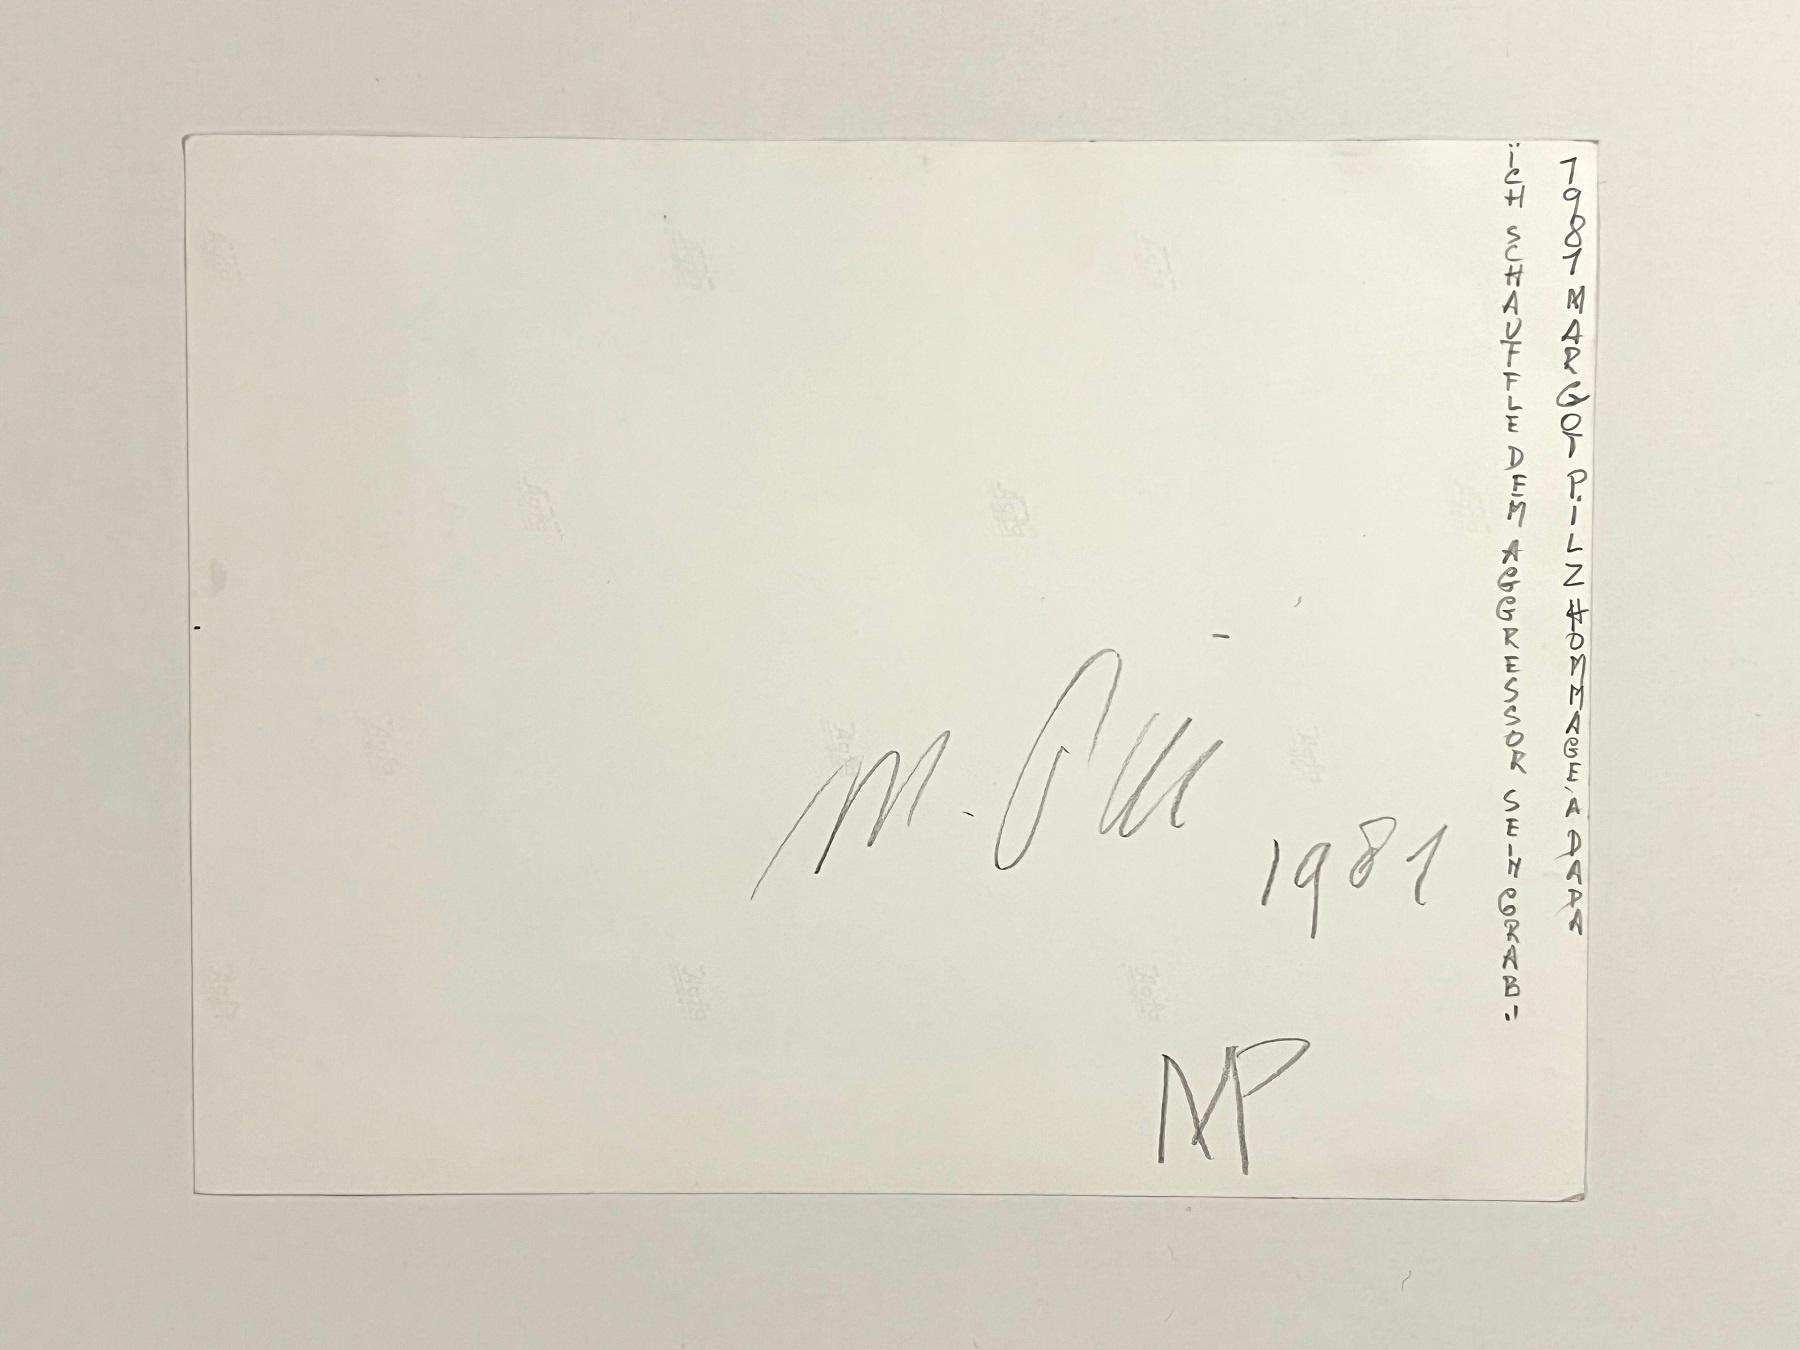 1981 MARGOT PILZ HOMMAGE À DADA
"ICH SCHAUFFLE DEM AGGRESSOR SEIN GRAB"
M. Pilz
1981
MP